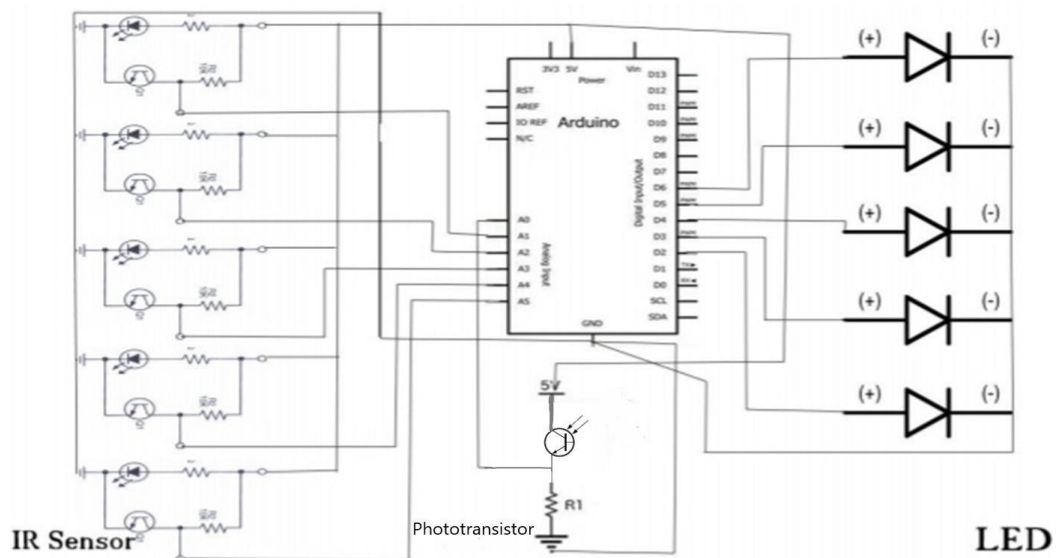 (+)
(-)
3V3 5V Vin
Power
RST
AREF
IO REF
N/C
Arduino
D13
D12
D11
D10
D9
D8
D7
D6
D5
D4
D3
D2
D1
D0
SCL
SDA
Digital Input/Output
A0
A1
A2
A3
A4
A5
Analog Input
GND
(+)
(-)
(+)
(-)
(+)
(-)
(+)
(-)
5V
R1
Phototransistor
IR Sensor
LED